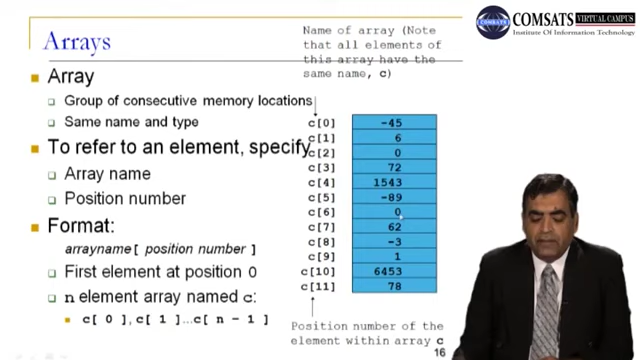 Arrays
Array
Group of consecutive memory locations
Same name and type
To refer to an element, specify
Array name
Position number
Format:
arrayname[ position number ]
First element at position 0
n element array named c:
c[ 0 ], c[ 1 ]...c[ n - 1 ]
Name of array (Note
that all elements of
this array have the
same name, c)
c[0] -45
c[1] 6
c[2] 0
c[3] 72
c[4] 1543
c[5] -89
c[6] 0
c[7] 62
c[8] -3
c[9] 1
c[10] 6453
c[11] 78
Position number of the
element within array c
16
COMSATS
COMSATS VIRTUAL CAMPUS
Institute Of Information Technology